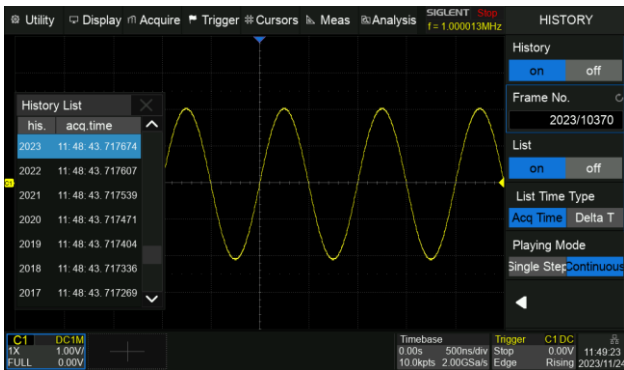 Utility Display Acquire Trigger Cursors Meas Analysis SIGLENT Stop HISTORY
f = 1.000013MHz
History
on off
Frame No.
2023/10370
List
on off
List Time Type
Acq Time Delta T
Playing Mode
Single Step Continuous
History List
his. acq.time
2023 11: 48: 43. 717674
2022 11: 48: 43. 717607
2021 11: 48: 43. 717539
2020 11: 48: 43. 717471
2019 11: 48: 43. 717404
2018 11: 48: 43. 717336
2017 11: 48: 43. 717269
C1
C1 DC1M
1X 1.00V/
FULL 0.00V
Timebase
0.00s 500ns/div
10.0kpts 2.00GSa/s
Trigger C1 DC
Stop 0.00V
Edge Rising
11:49:23
2023/11/24